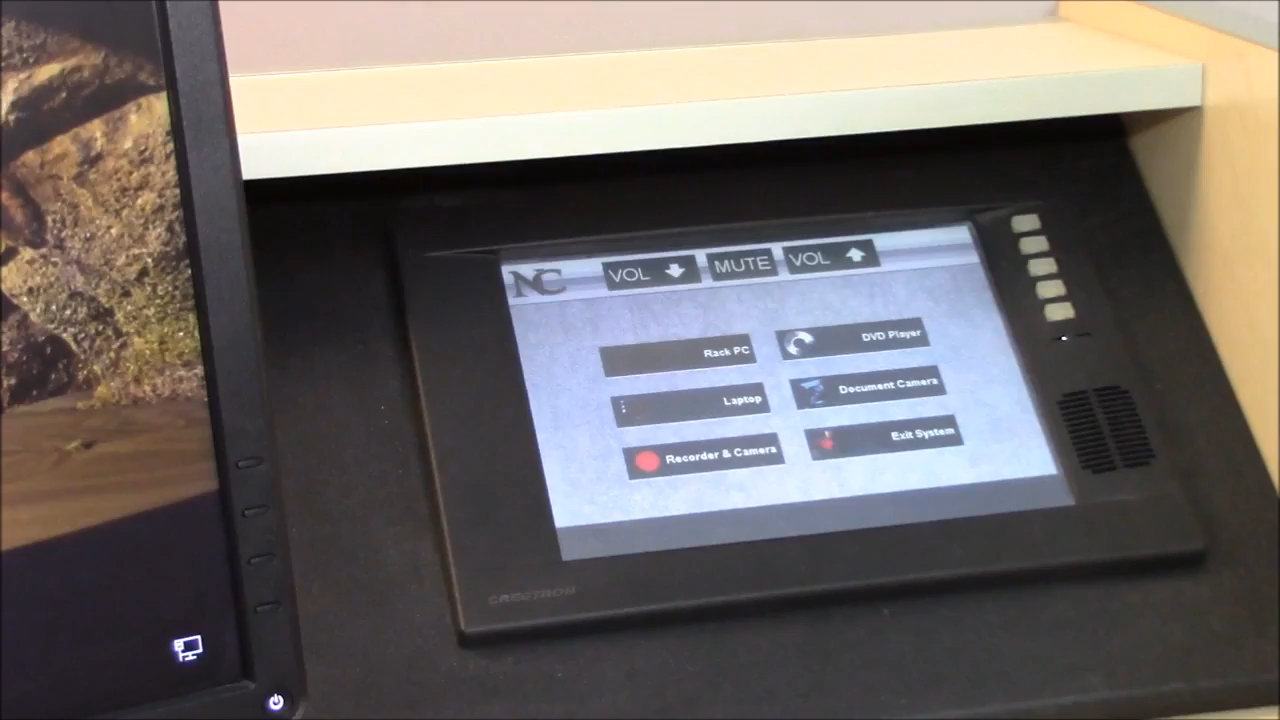 NC
VOL MUTE VOL
Rack PC DVD Player
Laptop Document Camera
Recorder & Camera Exit System
CRESTRON